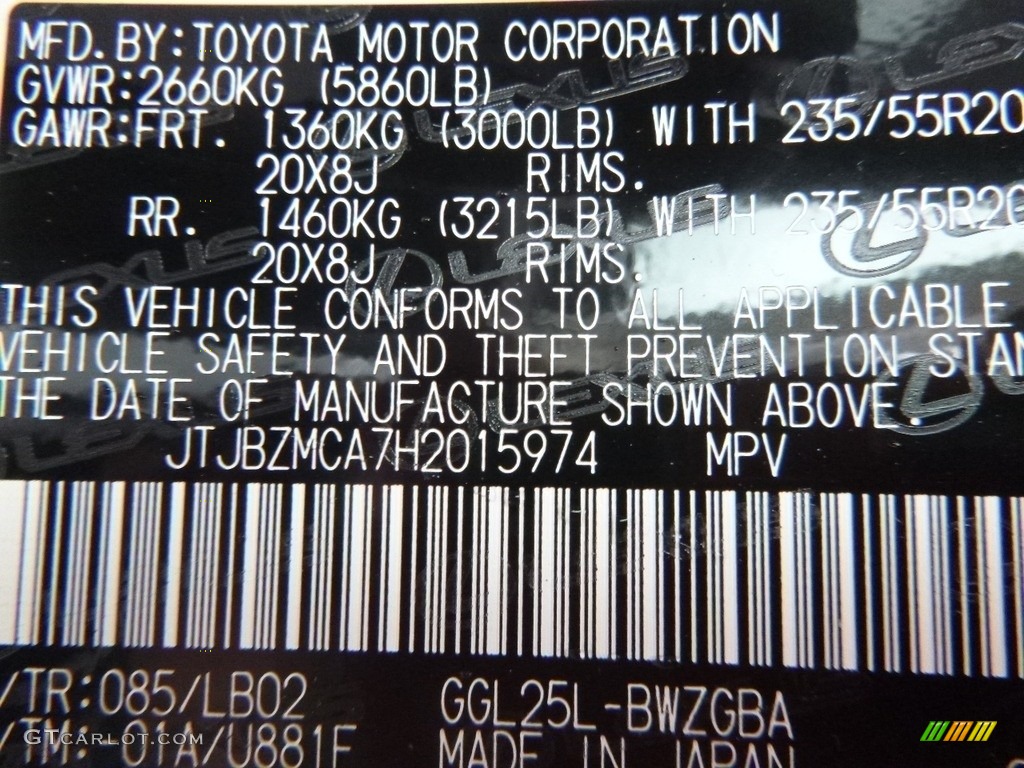 MFD. BY: TOYOTA MOTOR CORPORATION
GVWR: 2660KG (5860LB)
GAWR: FRT. 1360KG (3000LB) WITH 235/55R20
20X8J RIMS.
RR. 1460KG (3215LB) WITH 235/55R20
20X8J RIMS.
THIS VEHICLE CONFORMS TO ALL APPLICABLE
VEHICLE SAFETY AND THEFT PREVENTION STAN
THE DATE OF MANUFACTURE SHOWN ABOVE.
JTJBZMCA7H2015974 MPV
/TR: 085/LB02 GGL25L-BWZGBA
/TM: 01A/U881F MADE IN JAPAN
GTCARLOT.COM